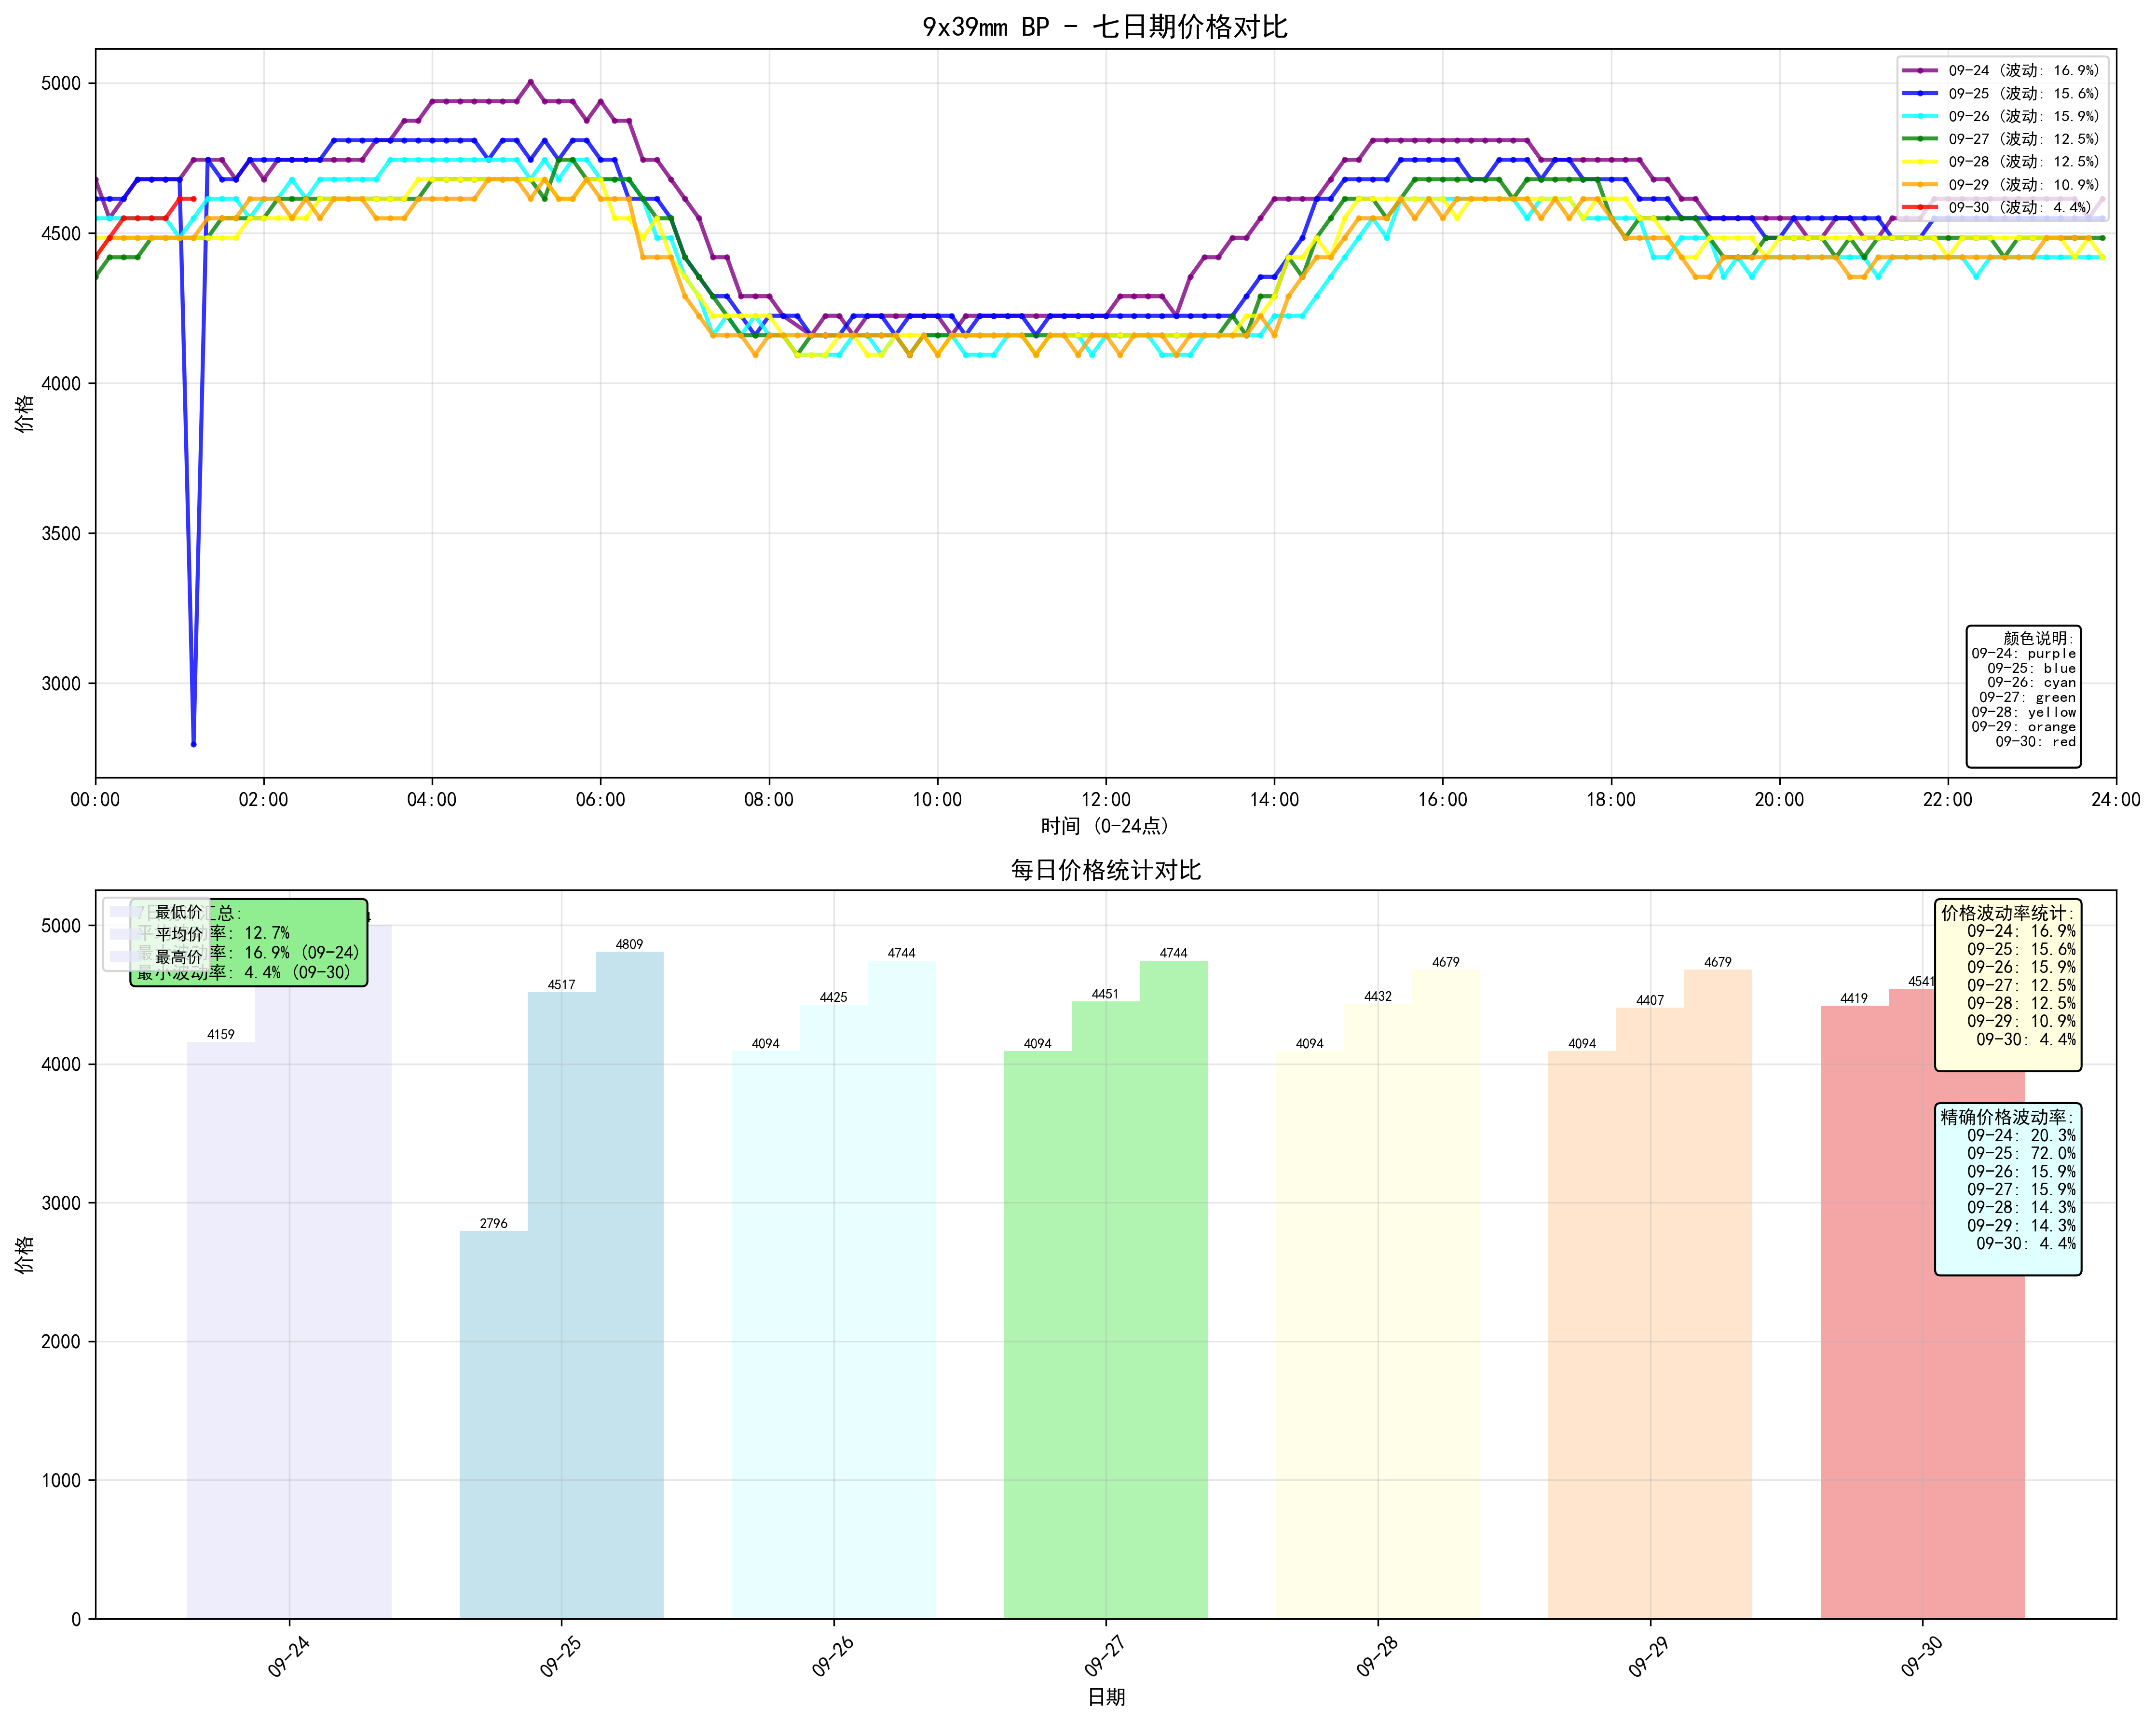 9x39mm BP - 七日期价格对比
5000
4500
4000
3500
3000
价格
00:00
02:00
04:00
06:00
08:00
10:00
12:00
14:00
16:00
18:00
20:00
22:00
24:00
时间 (0-24点)
09-24 (波动: 16.9%)
09-25 (波动: 15.6%)
09-26 (波动: 15.9%)
09-27 (波动: 12.5%)
09-28 (波动: 12.5%)
09-29 (波动: 10.9%)
09-30 (波动: 4.4%)
颜色说明:
09-24: purple
09-25: blue
09-26: cyan
09-27: green
09-28: yellow
09-29: orange
09-30: red
每日价格统计对比
5000
4000
3000
2000
1000
0
价格
最低价
平均价
最高价
汇总:
率: 12.7%
率: 16.9% (09-24)
最小波动率: 4.4% (09-30)
4159
2796
4517
4809
4094
4425
4744
4094
4451
4744
4094
4432
4679
4094
4407
4679
4419
4541
价格波动率统计:
09-24: 16.9%
09-25: 15.6%
09-26: 15.9%
09-27: 12.5%
09-28: 12.5%
09-29: 10.9%
09-30: 4.4%
精确价格波动率:
09-24: 20.3%
09-25: 72.0%
09-26: 15.9%
09-27: 15.9%
09-28: 14.3%
09-29: 14.3%
09-30: 4.4%
09-24
09-25
09-26
09-27
09-28
09-29
09-30
日期